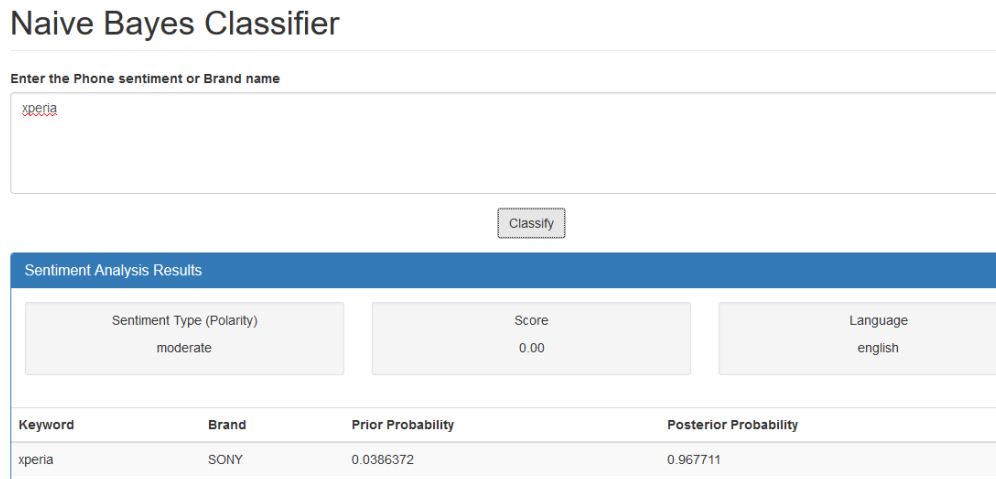 Naive Bayes Classifier
Enter the Phone sentiment or Brand name
xperia
Classify
Sentiment Analysis Results
Sentiment Type (Polarity) Score Language
moderate 0.00 english
Keyword Brand Prior Probability Posterior Probability
xperia SONY 0.0386372 0.967711